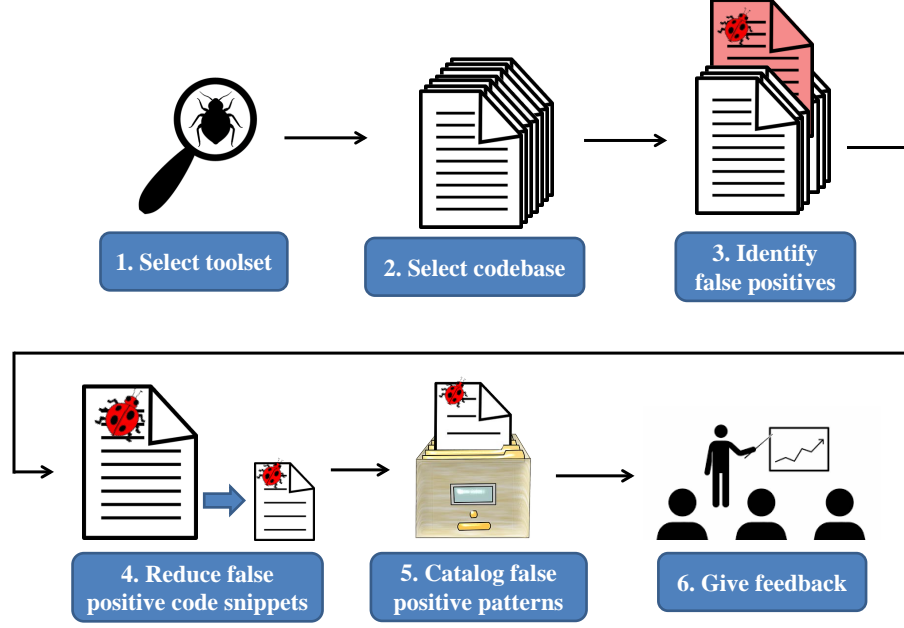 1. Select toolset
2. Select codebase
3. Identify
false positives
4. Reduce false
positive code snippets
5. Catalog false
positive patterns
6. Give feedback